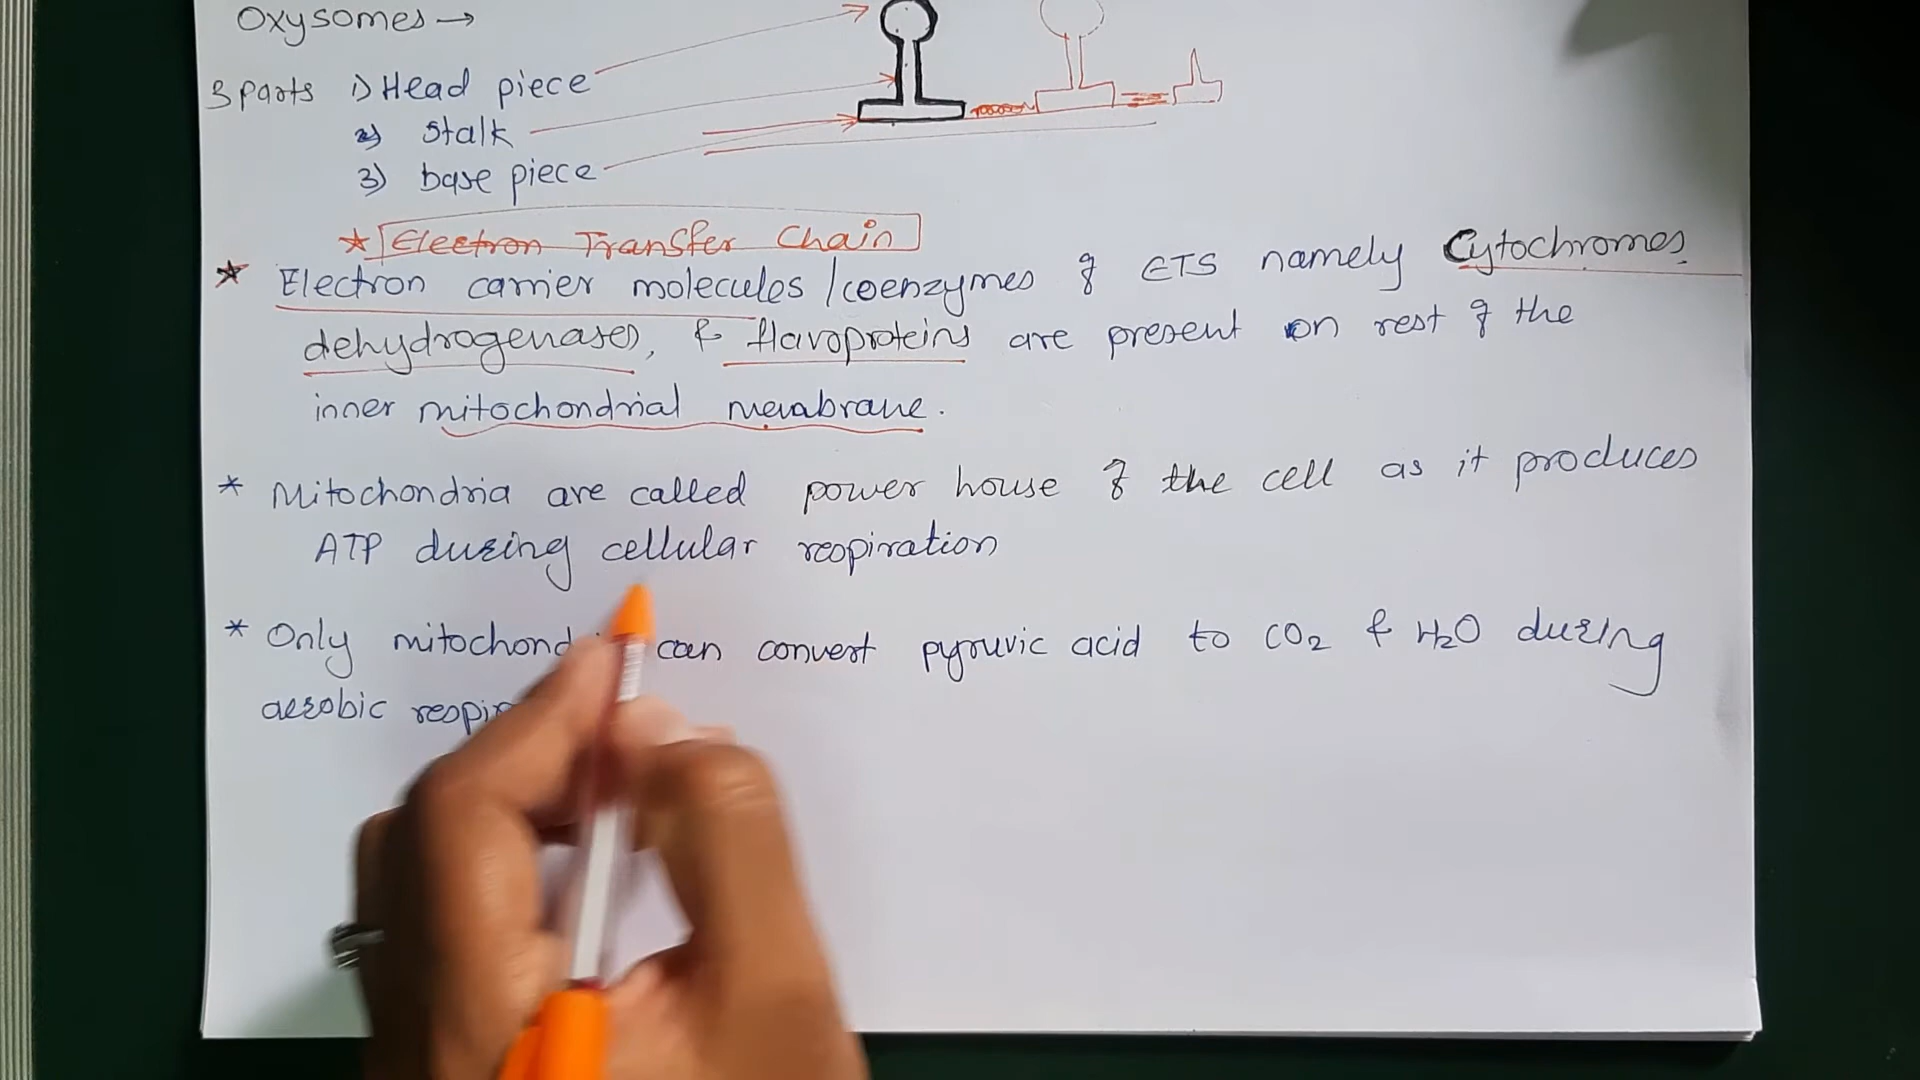 Oxysomes →
3 parts 1) Head piece
2) stalk
3) base piece
* Electron Transfer Chain
* Electron carrier molecules / coenzymes of ETS namely Cytochromes
dehydrogenases, & flavoproteins are present on rest of the
inner mitochondrial membrane.
* Mitochondria are called power house of the cell as it produces
ATP during cellular respiration
* Only can convert pyruvic acid to CO2 & H2O during
aerobic